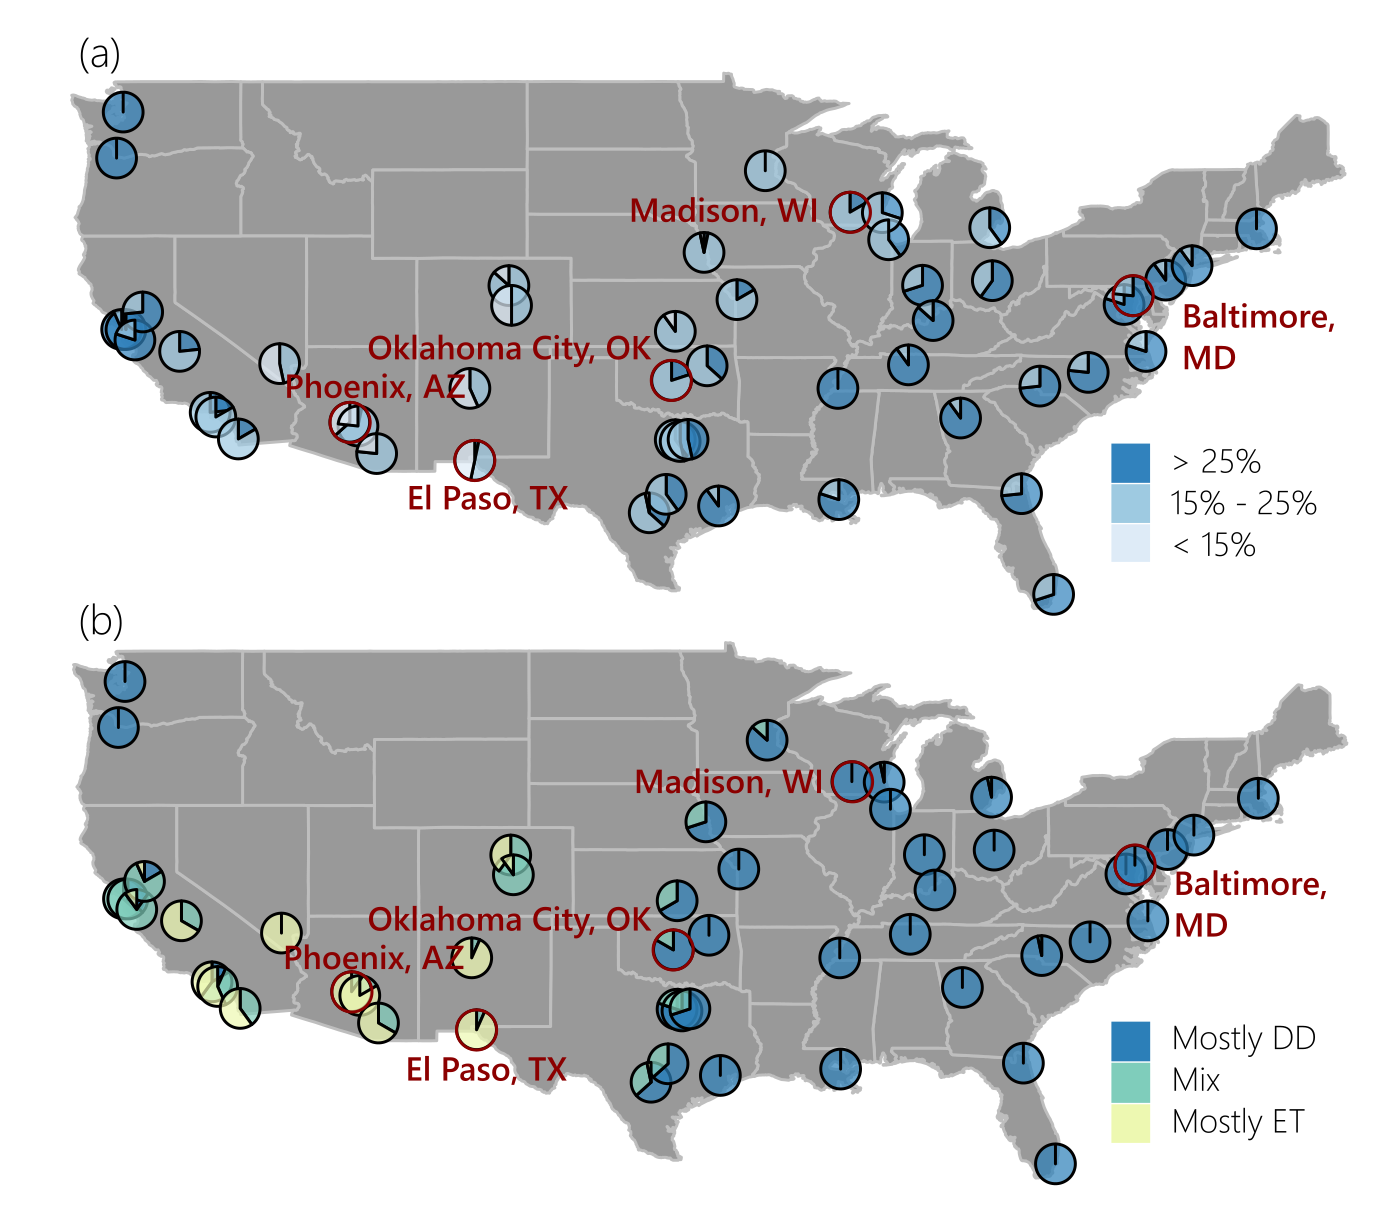 (a)
Madison, WI
Baltimore,
MD
Oklahoma City, OK
Phoenix, AZ
El Paso, TX
> 25%
15% - 25%
< 15%
(b)
Madison, WI
Baltimore,
MD
Oklahoma City, OK
Phoenix, AZ
El Paso, TX
Mostly DD
Mix
Mostly ET